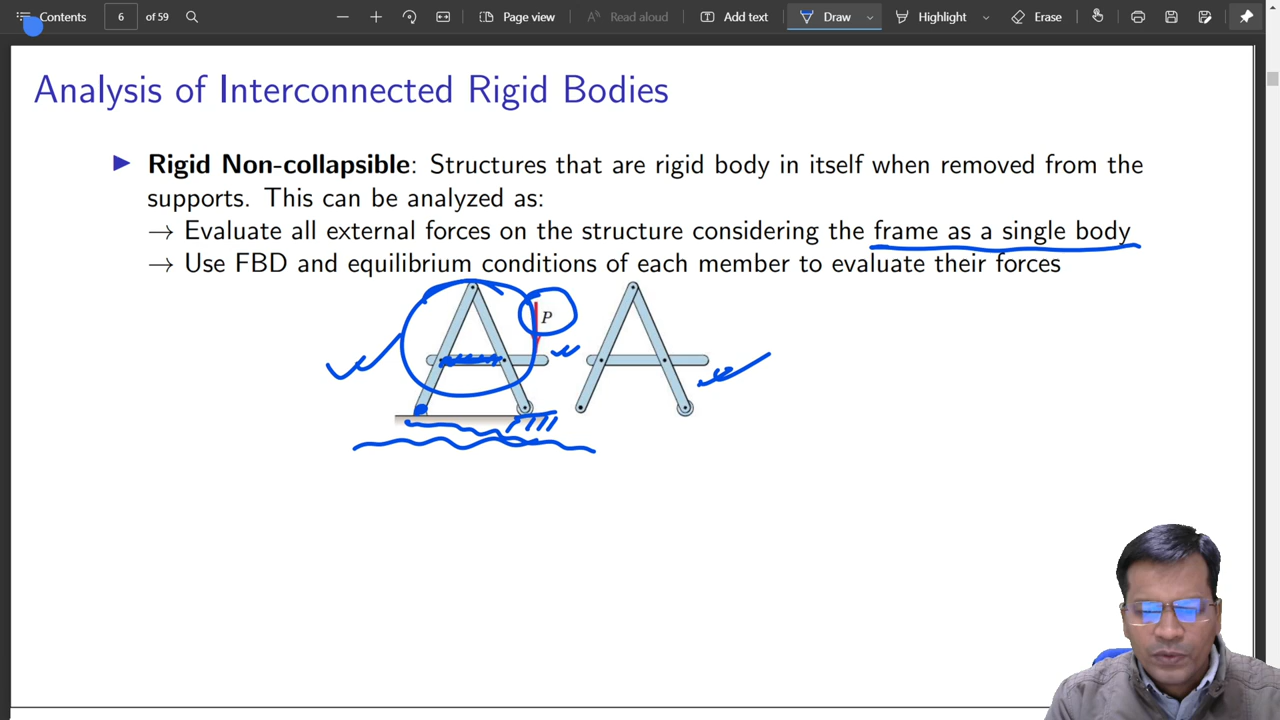 Contents
6
of 59
Page view
Read aloud
Add text
Draw
Highlight
Erase
Analysis of Interconnected Rigid Bodies
Rigid Non-collapsible: Structures that are rigid body in itself when removed from the
supports. This can be analyzed as:
→ Evaluate all external forces on the structure considering the frame as a single body
→ Use FBD and equilibrium conditions of each member to evaluate their forces
P